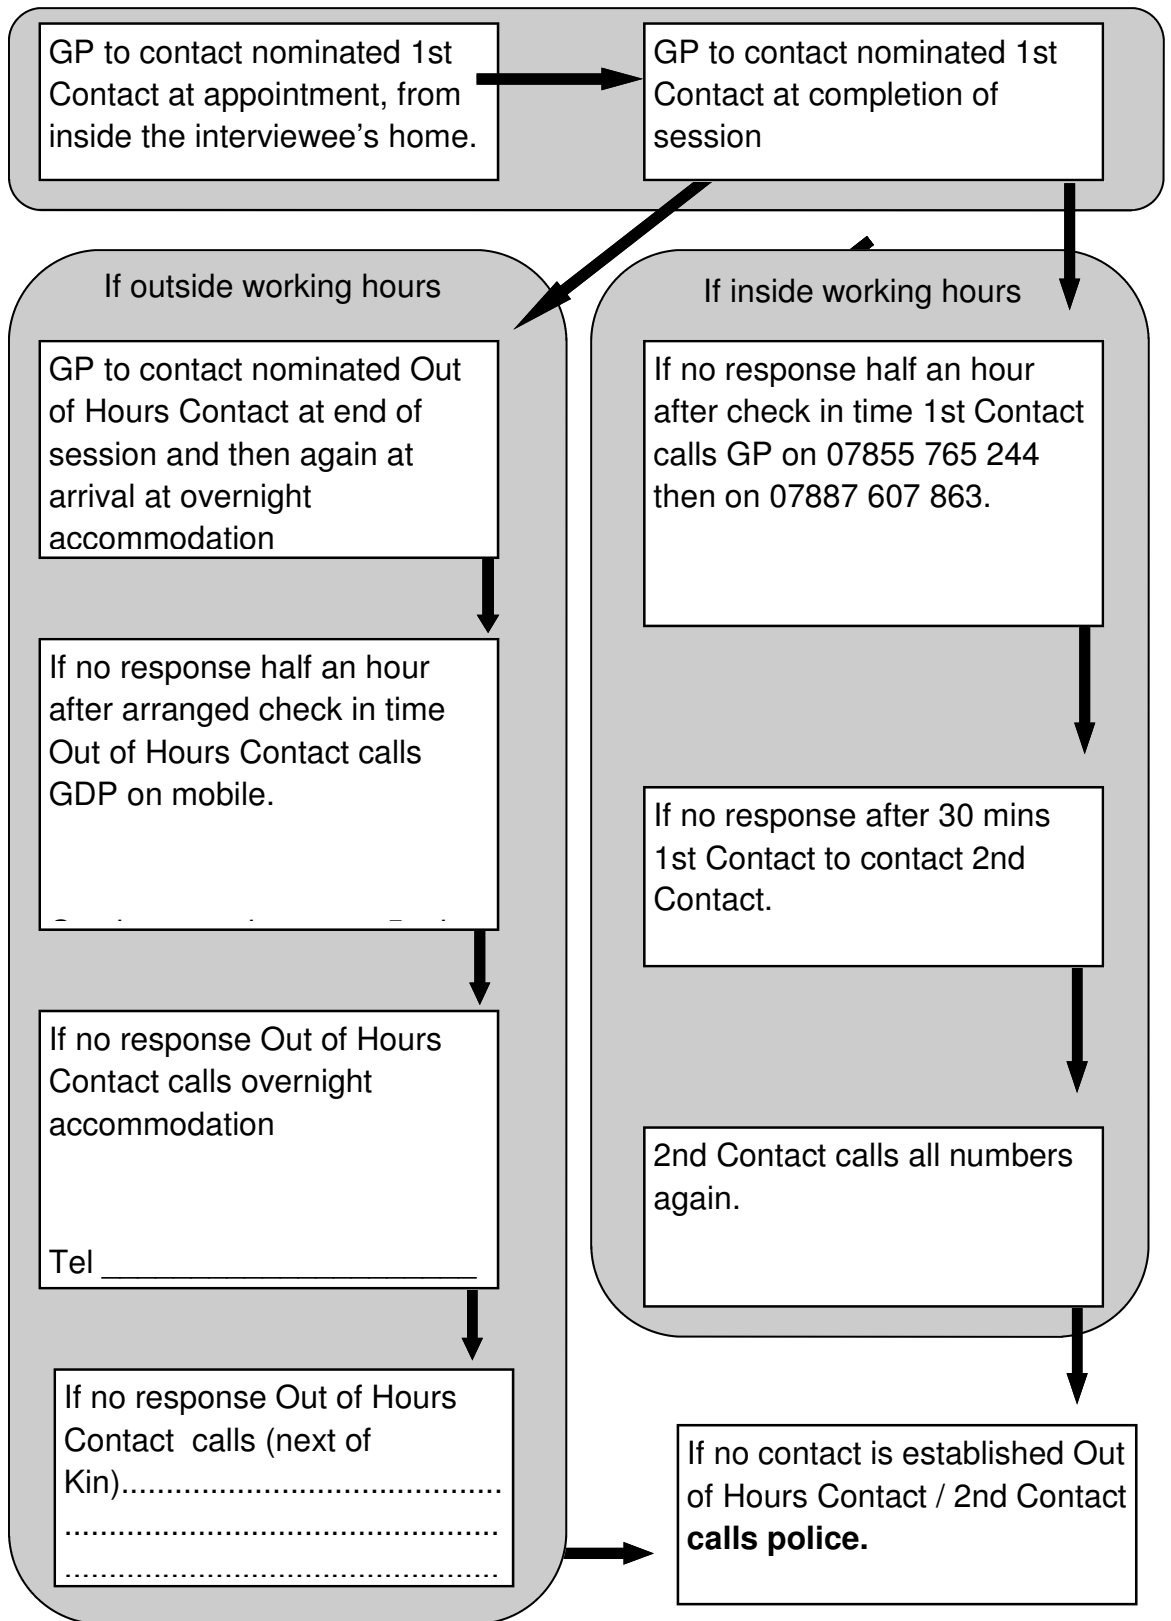 GP to contact nominated 1st
Contact at appointment, from
inside the interviewee's home.
GP to contact nominated 1st
Contact at completion of
session
If outside working hours
GP to contact nominated Out
of Hours Contact at end of
session and then again at
arrival at overnight
accommodation
If no response half an hour
after arranged check in time
Out of Hours Contact calls
GDP on mobile.
If no response Out of Hours
Contact calls overnight
accommodation
Tel _____________________
If no response Out of Hours
Contact  calls (next of
Kin)..........................................
................................................
................................................
If inside working hours
If no response half an hour
after check in time 1st Contact
calls GP on 07855 765 244
then on 07887 607 863.
If no response after 30 mins
1st Contact to contact 2nd
Contact.
2nd Contact calls all numbers
again.
If no contact is established Out
of Hours Contact / 2nd Contact
calls police.